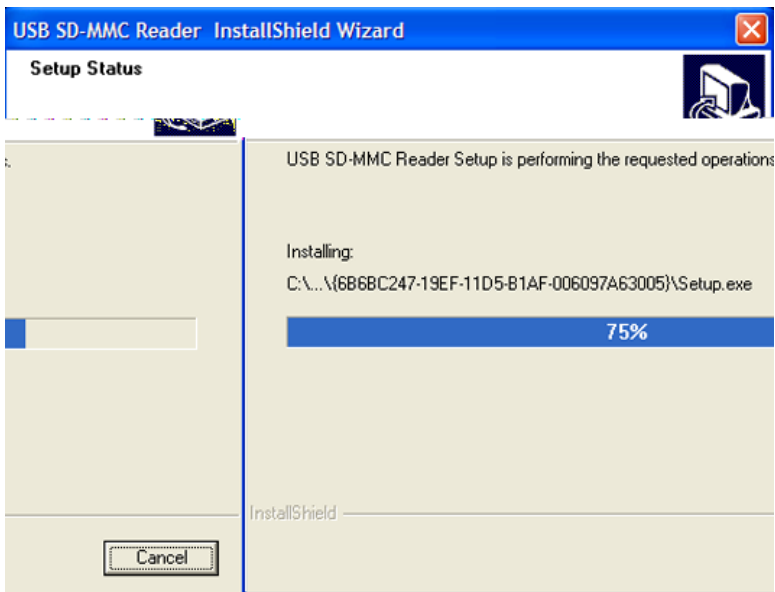 USB SD-MMC Reader InstallShield Wizard
Setup Status
s.
USB SD-MMC Reader Setup is performing the requested operations
Installing:
C:\...\{6B6BC247-19EF-11D5-B1AF-006097A63005}\Setup.exe
75%
InstallShield
Cancel